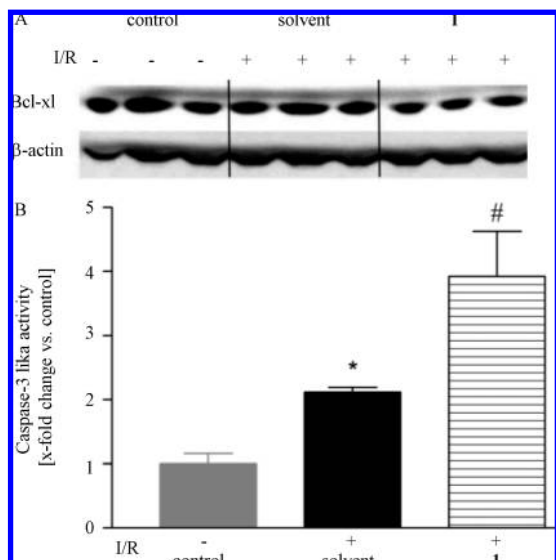 A control solvent 1
I/R - - - + + + + + +
Bcl-xl
β-actin
B
Caspase-3 lika activity
[x-fold change vs. control]
5
4
3
2
1
0
*
#
I/R - + +
control solvent 1